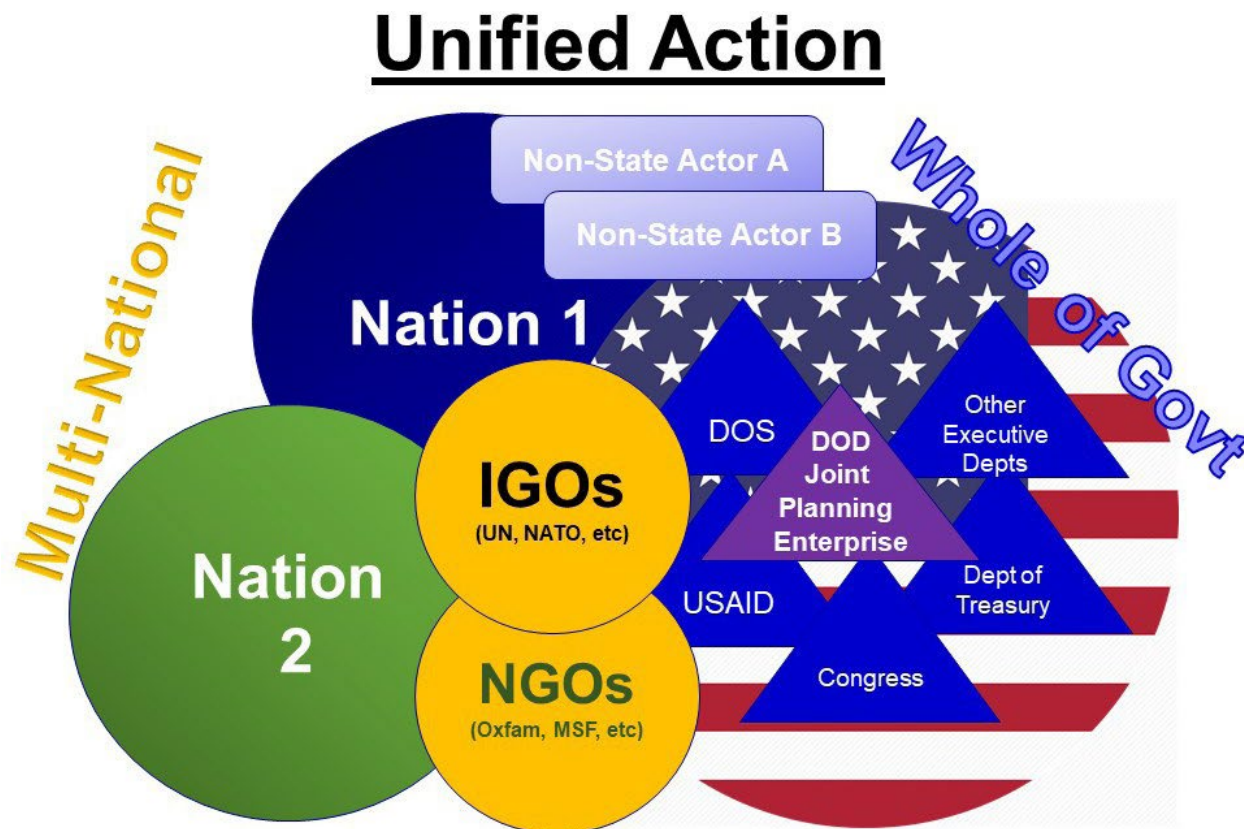 Unified Action
Multi-National
Whole of Govt
Non-State Actor A
Non-State Actor B
Nation 1
Nation
2
IGOs
(UN, NATO, etc)
NGOs
(Oxfam, MSF, etc)
DOS
DOD
Joint
Planning
Enterprise
Other
Executive
Depts
USAID
Dept of
Treasury
Congress